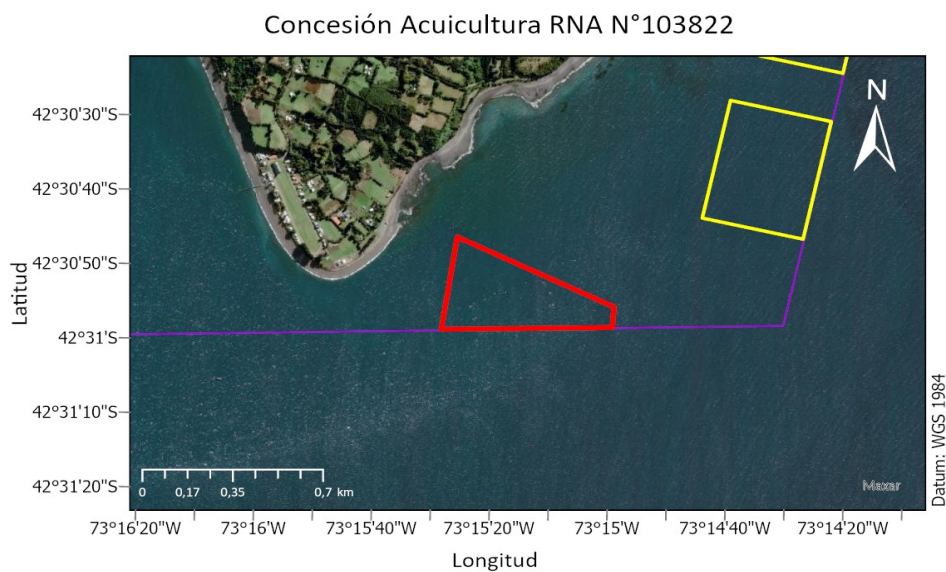 Concesión Acuicultura RNA N°103822
N
42°30'30"S
42°30'40"S
42°30'50"S
42°31'S
42°31'10"S
42°31'20"S
Latitud
0 0,17 0,35 0,7 km
Maxar
Datum: WGS 1984
73°16'20"W 73°16'W 73°15'40"W 73°15'20"W 73°15'W 73°14'40"W 73°14'20"W
Longitud